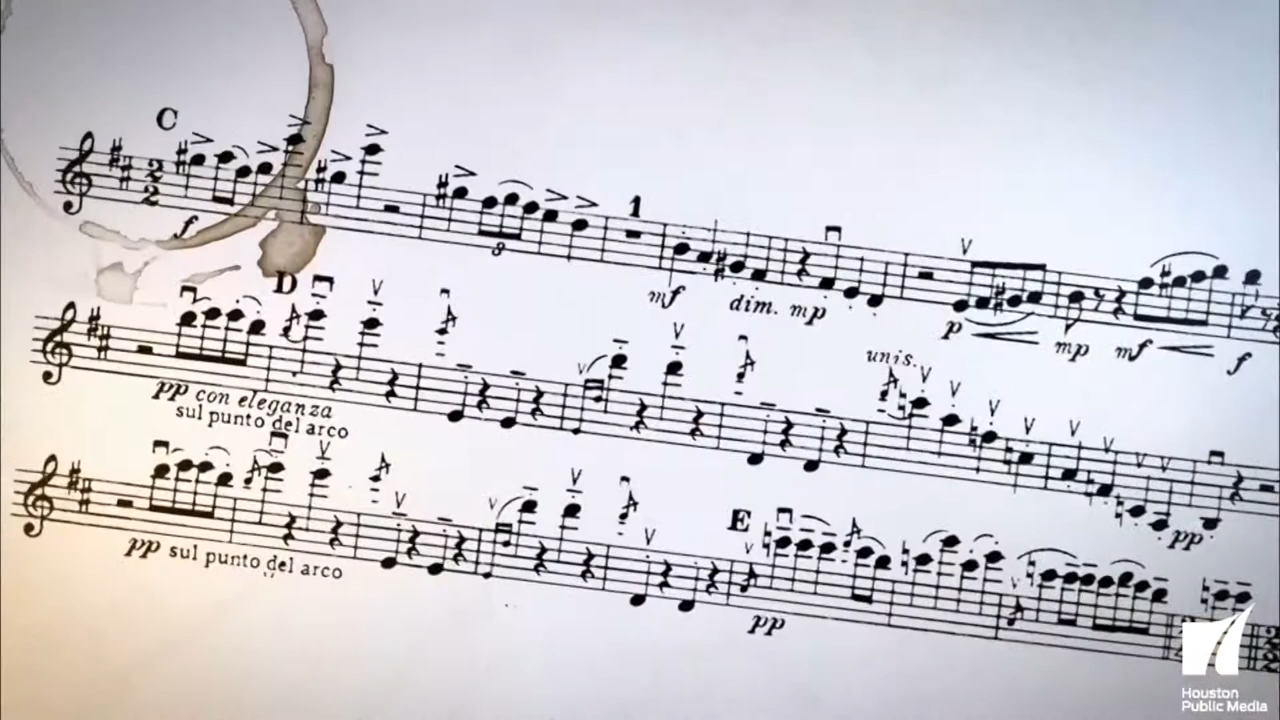 C
f
3
1
mf
dim. mp
p
mp
mf
f
D
unis.
pp con eleganza
sul punto del arco
pp
E
pp sul punto del arco
pp
Houston
Public Media